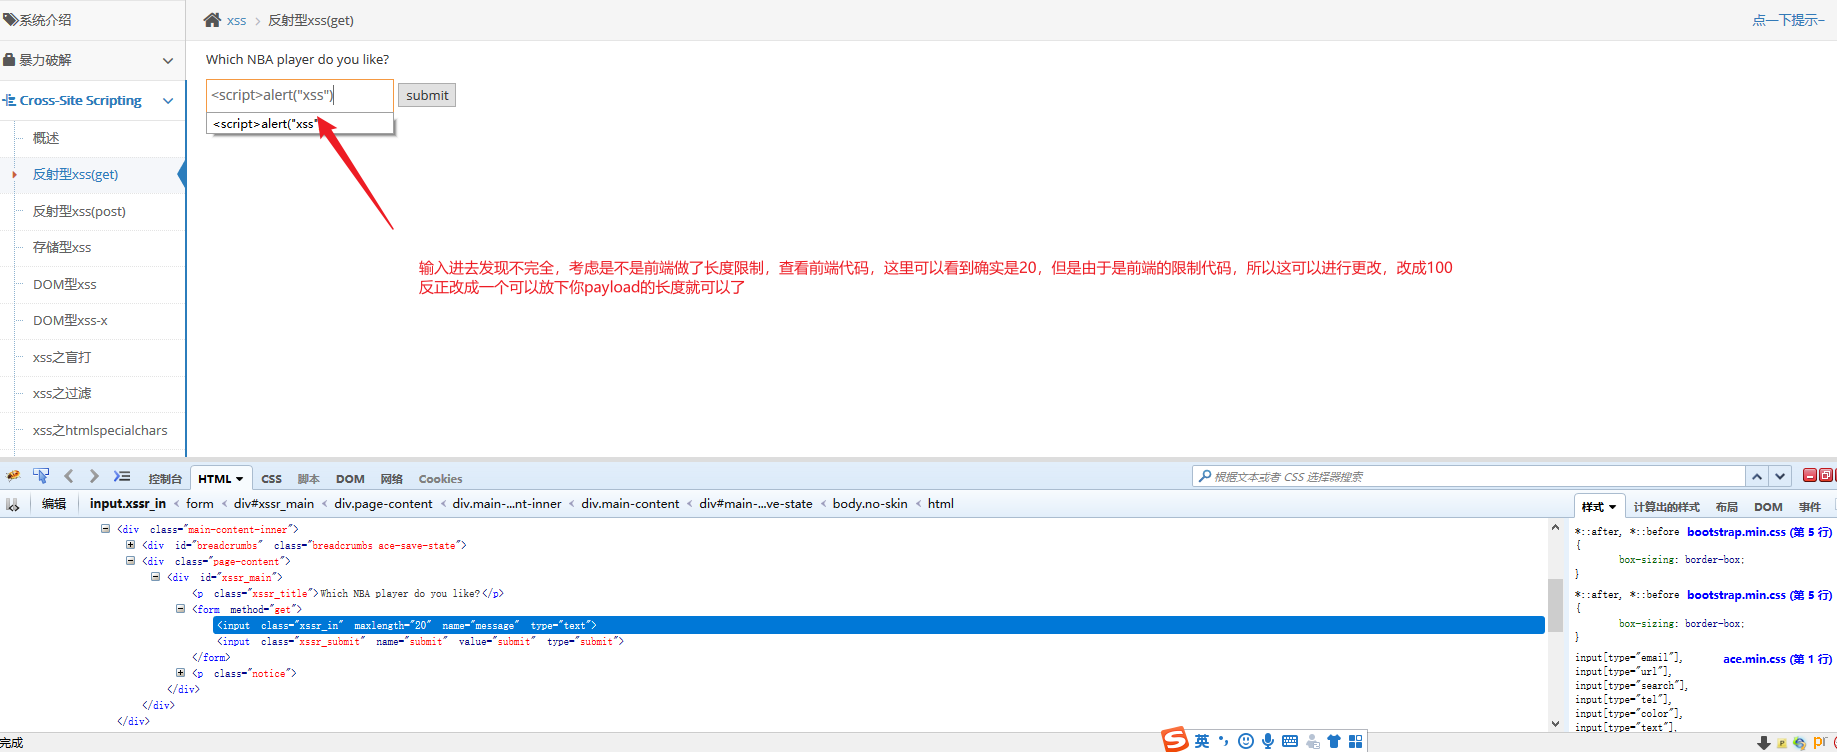 系统介绍
xss 反射型xss(get)
点一下提示~
暴力破解
Cross-Site Scripting
概述
反射型xss(get)
反射型xss(post)
存储型xss
DOM型xss
DOM型xss-x
xss之盲打
xss之过滤
xss之htmlspecialchars
Which NBA player do you like?
<script>alert("xss")
submit
<script>alert("xss"
输入进去发现不完全，考虑是不是前端做了长度限制，查看前端代码，这里可以看到确实是20，但是由于是前端的限制代码，所以这可以进行更改，改成100
反正改成一个可以放下你payload的长度就可以了
控制台 HTML CSS 脚本 DOM 网络 Cookies
根据文本或者 CSS 选择器搜索
编辑 input.xssr_in < form < div#xssr_main < div.page-content < div.main-...nt-inner < div.main-content < div#main-...ve-state < body.no-skin < html
<div class="main-content-inner">
<div id="breadcrumbs" class="breadcrumbs ace-save-state">
<div class="page-content">
<div id="xssr_main">
<p class="xssr_title">Which NBA player do you like?</p>
<form method="get">
<input class="xssr_in" maxlength="20" name="message" type="text">
<input class="xssr_submit" name="submit" value="submit" type="submit">
</form>
<p class="notice">
</div>
</div>
</div>
样式 计算出的样式 布局 DOM 事件
*::after, *::before bootstrap.min.css (第 5 行)
{
box-sizing: border-box;
}
*::after, *::before bootstrap.min.css (第 5 行)
{
box-sizing: border-box;
}
input[type="email"], ace.min.css (第 1 行)
input[type="url"],
input[type="search"],
input[type="tel"],
input[type="color"],
input[type="text"],
完成
英